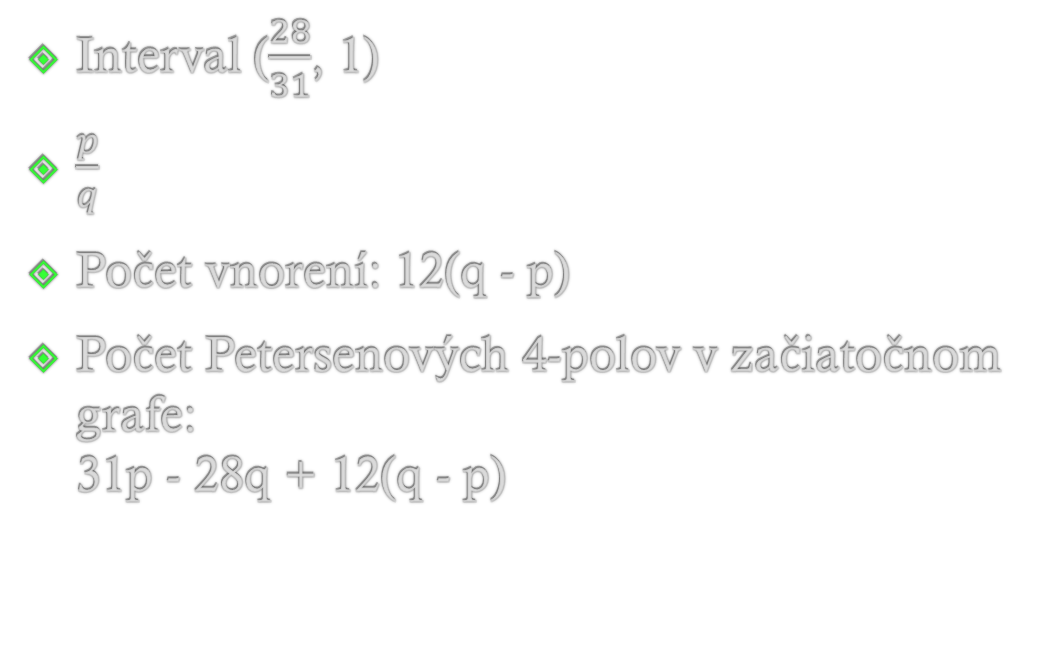 Interval (28/31, 1)
p/q
Počet vnorení: 12(q - p)
Počet Petersenových 4-polov v začiatočnom
grafe:
31p - 28q + 12(q - p)